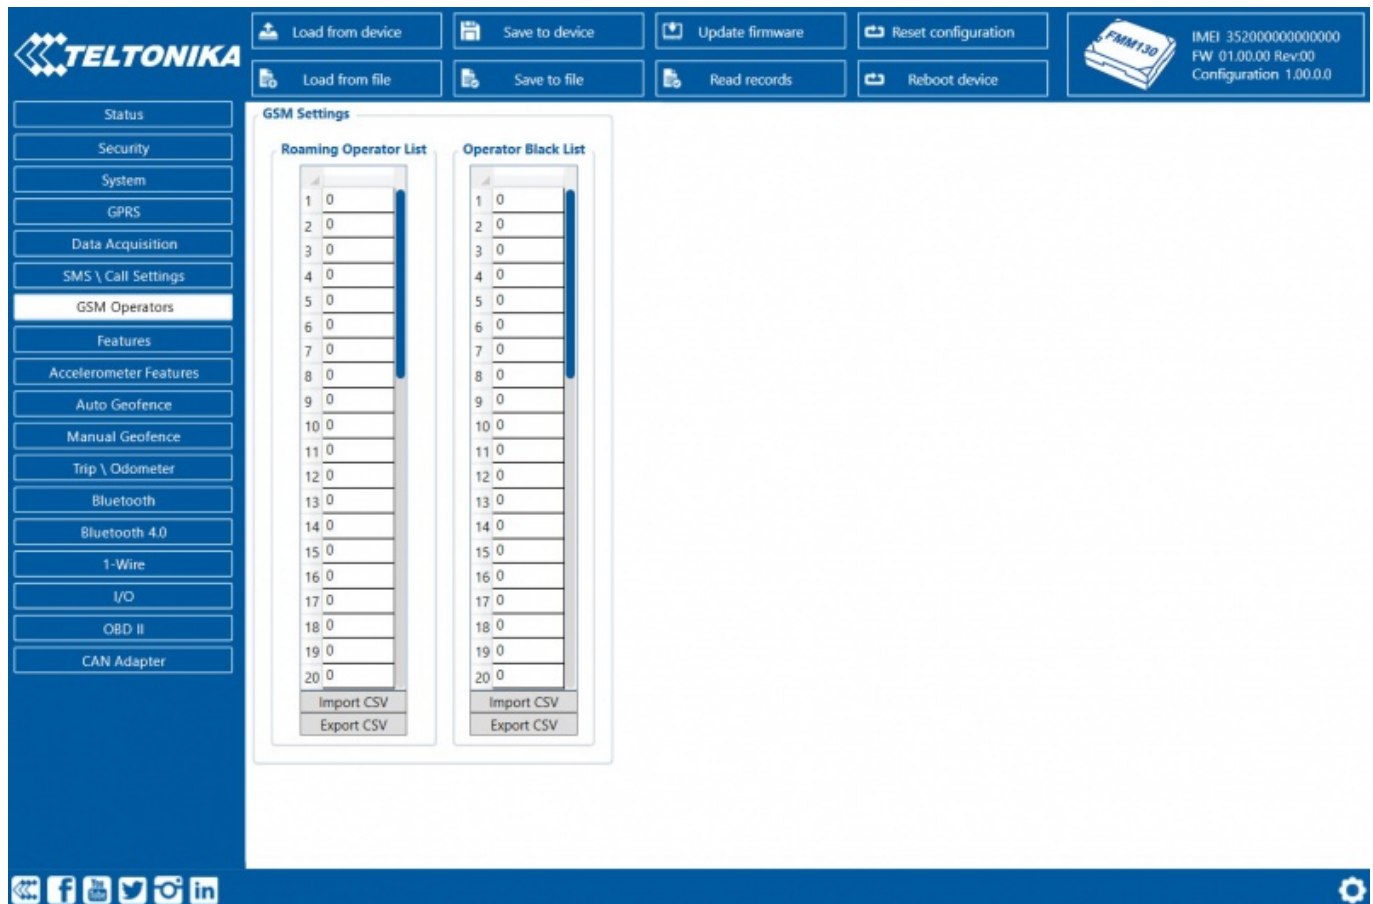 TELTONIKA
Load from device
Save to device
Update firmware
Reset configuration
Load from file
Save to file
Read records
Reboot device
FMM130
IMEI 352000000000000
FW 01.00.00 Rev:00
Configuration 1.00.0.0
Status
Security
System
GPRS
Data Acquisition
SMS \ Call Settings
GSM Operators
Features
Accelerometer Features
Auto Geofence
Manual Geofence
Trip \ Odometer
Bluetooth
Bluetooth 4.0
1-Wire
I/O
OBD II
CAN Adapter
GSM Settings
Roaming Operator List
1 0
2 0
3 0
4 0
5 0
6 0
7 0
8 0
9 0
10 0
11 0
12 0
13 0
14 0
15 0
16 0
17 0
18 0
19 0
20 0
Import CSV
Export CSV
Operator Black List
1 0
2 0
3 0
4 0
5 0
6 0
7 0
8 0
9 0
10 0
11 0
12 0
13 0
14 0
15 0
16 0
17 0
18 0
19 0
20 0
Import CSV
Export CSV
f
You
Tube
in